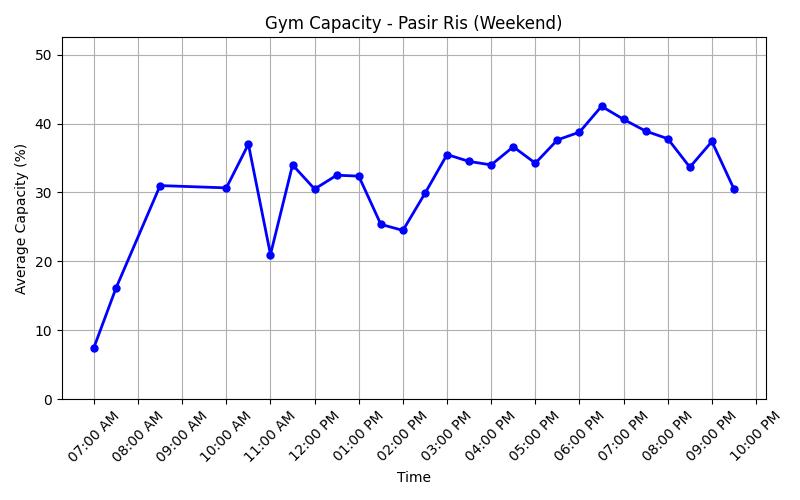 Gym Capacity - Pasir Ris (Weekend)
50
40
30
20
10
0
Average Capacity (%)
07:00 AM
08:00 AM
09:00 AM
10:00 AM
11:00 AM
12:00 PM
01:00 PM
02:00 PM
03:00 PM
04:00 PM
05:00 PM
06:00 PM
07:00 PM
08:00 PM
09:00 PM
10:00 PM
Time